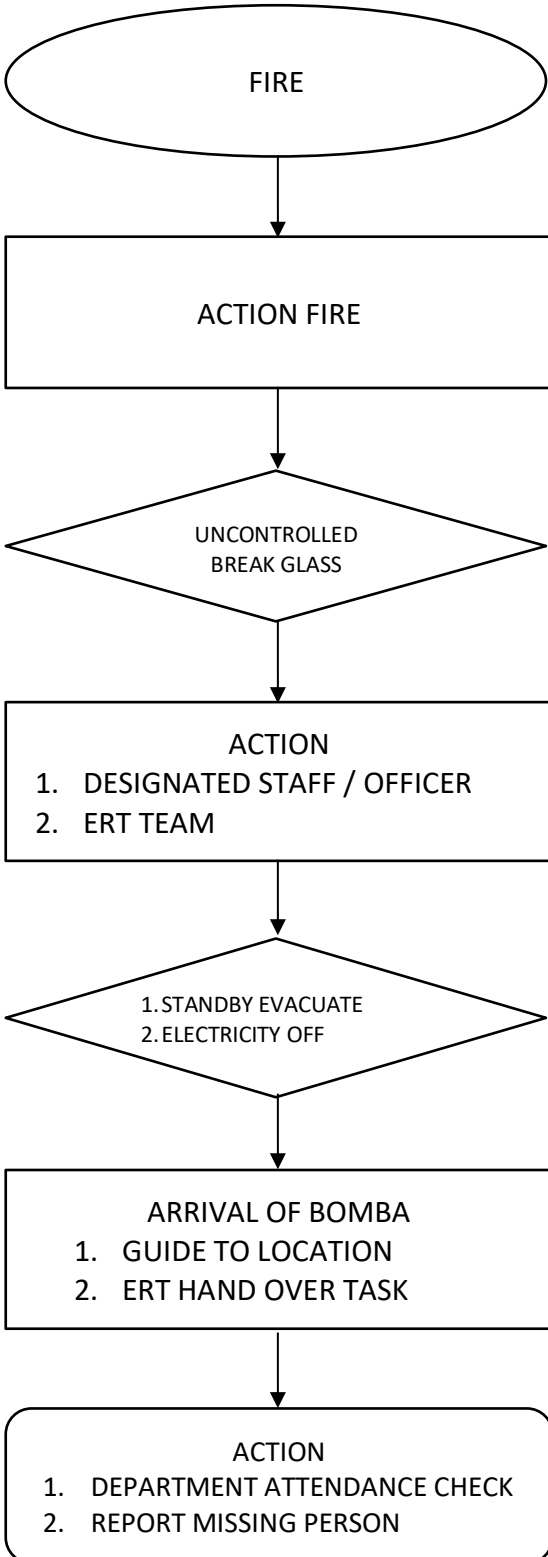 FIRE
ACTION FIRE
UNCONTROLLED
BREAK GLASS
ACTION
1. DESIGNATED STAFF / OFFICER
2. ERT TEAM
1. STANDBY EVACUATE
2. ELECTRICITY OFF
ARRIVAL OF BOMBA
1. GUIDE TO LOCATION
2. ERT HAND OVER TASK
ACTION
1. DEPARTMENT ATTENDANCE CHECK
2. REPORT MISSING PERSON